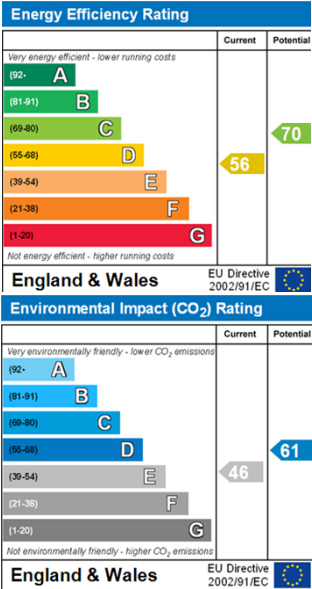 Energy Efficiency Rating
Current Potential
Very energy efficient - lower running costs
(92- A
(81-91) B
(69-80) C
(55-68) D
(39-54) E
(21-38) F
(1-20) G
70
56
Not energy efficient - higher running costs
England & Wales
EU Directive
2002/91/EC
Environmental Impact (CO₂) Rating
Current Potential
Very environmentally friendly - lower CO₂ emissions
(92- A
(81-91) B
(69-80) C
(55-68) D
(39-54) E
(21-38) F
(1-20) G
61
46
Not environmentally friendly - higher CO₂ emissions
England & Wales
EU Directive
2002/91/EC